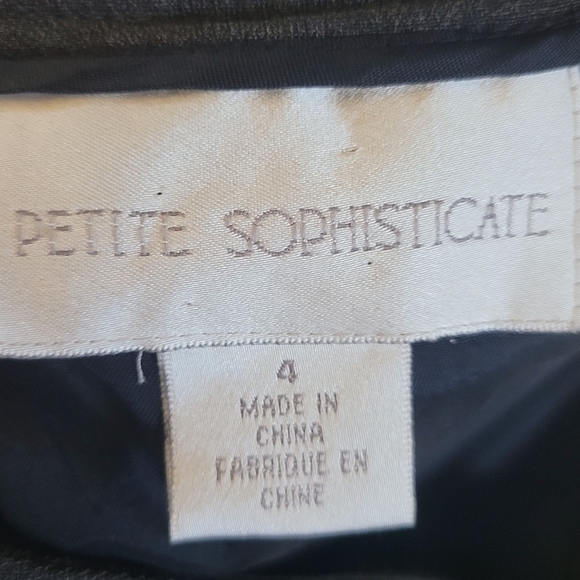 PETITE SOPHISTICATE
4
MADE IN
CHINA
FABRIQUE EN
CHINE